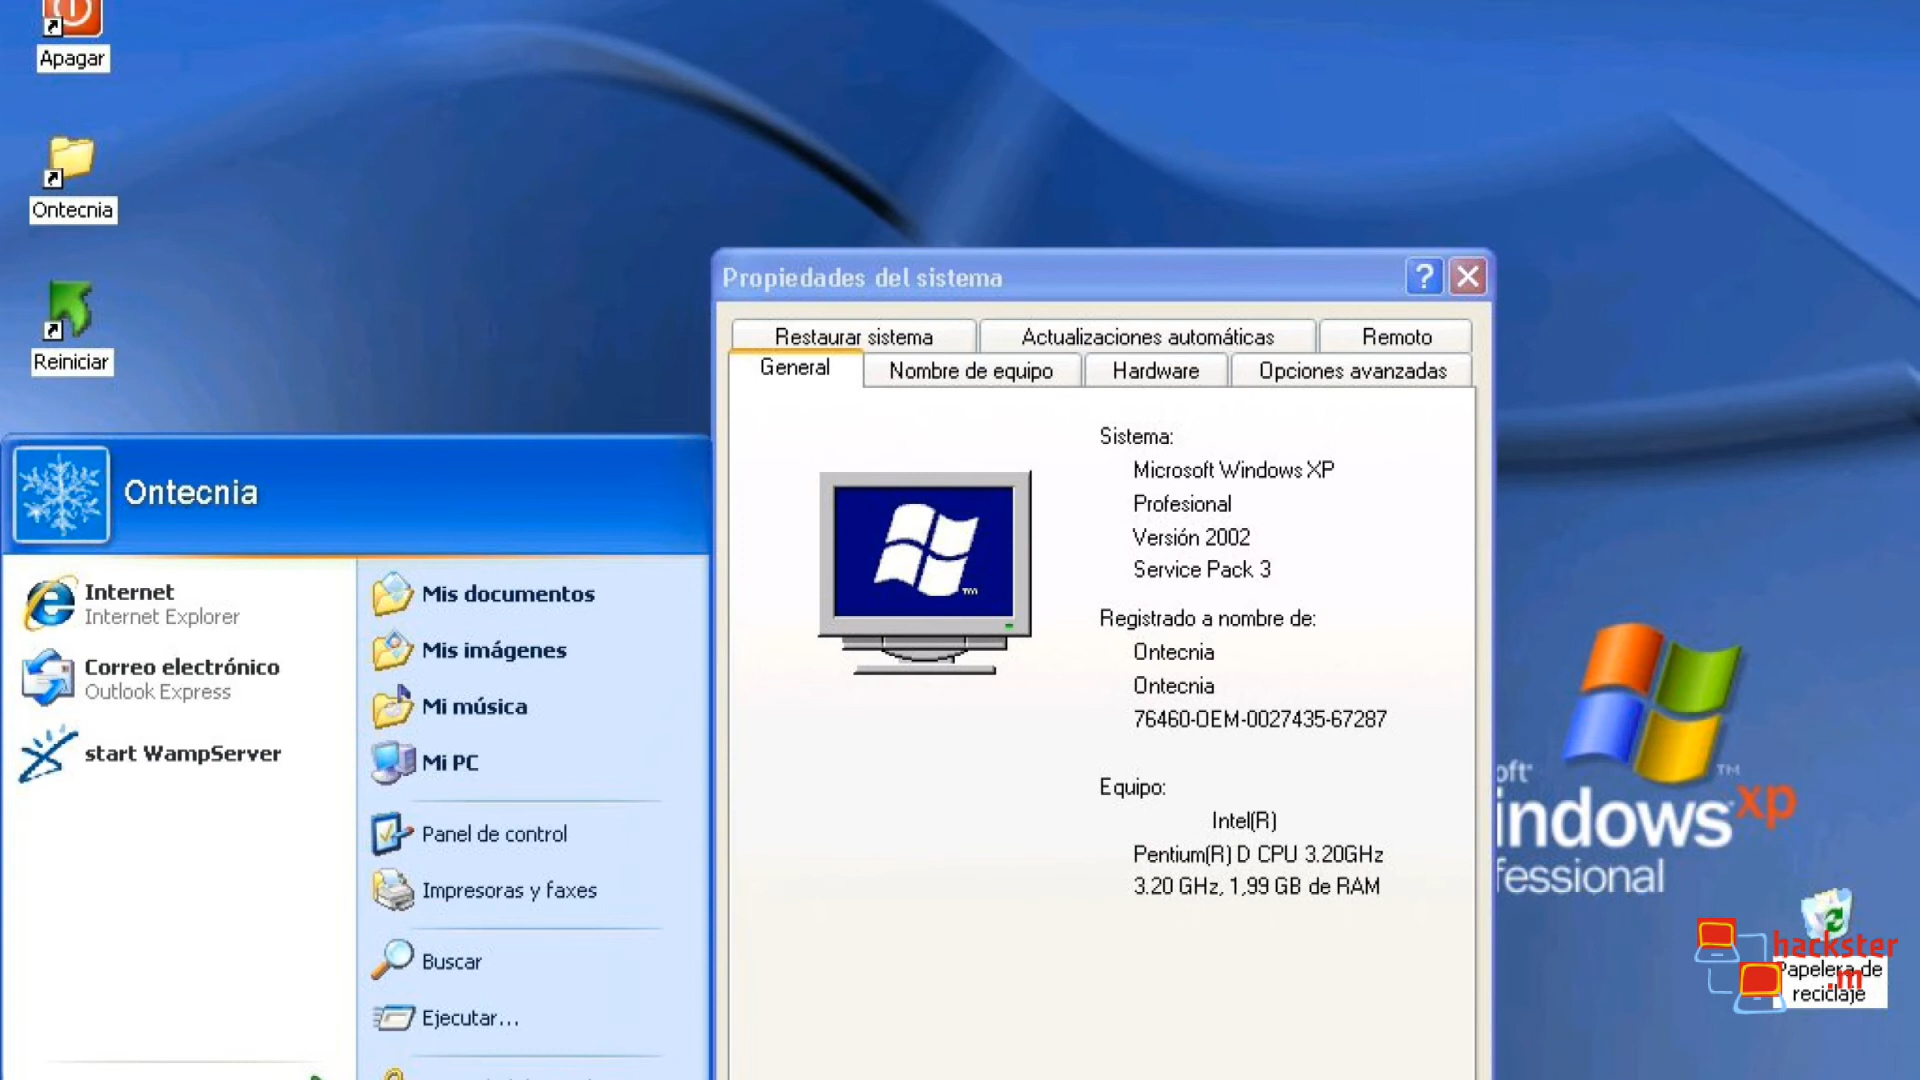 Apagar
Ontecnia
Reiniciar
Ontecnia
Internet
Internet Explorer
Correo electrónico
Outlook Express
start WampServer
Mis documentos
Mis imágenes
Mi música
Mi PC
Panel de control
Impresoras y faxes
Buscar
Ejecutar...
Propiedades del sistema
Restaurar sistema
Actualizaciones automáticas
Remoto
General
Nombre de equipo
Hardware
Opciones avanzadas
Sistema:
Microsoft Windows XP
Profesional
Versión 2002
Service Pack 3
Registrado a nombre de:
Ontecnia
Ontecnia
76460-OEM-0027435-67287
Equipo:
Intel(R)
Pentium(R) D CPU 3.20GHz
3.20 GHz, 1,99 GB de RAM
oft®
indows xp
fessional
hackster
.m
Papelera de
reciclaje